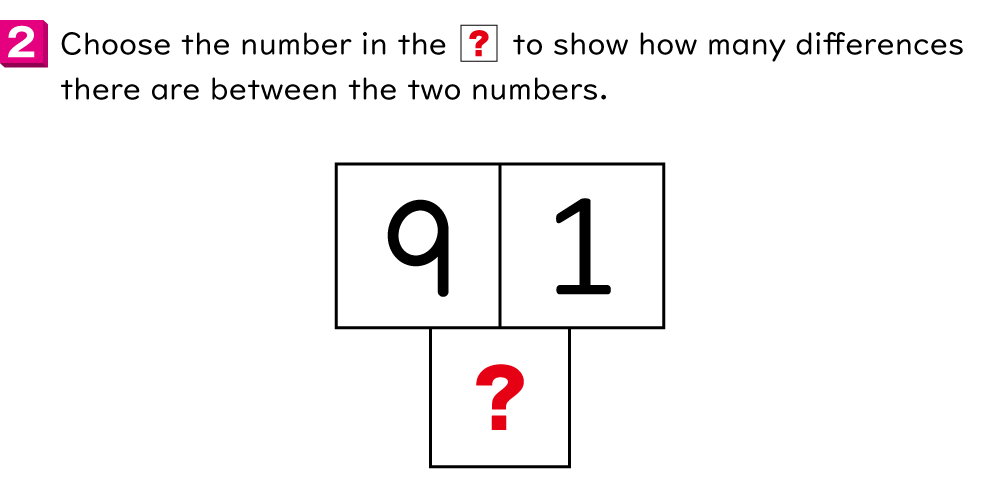 2 Choose the number in the ? to show how many differences
there are between the two numbers.
9 1
?